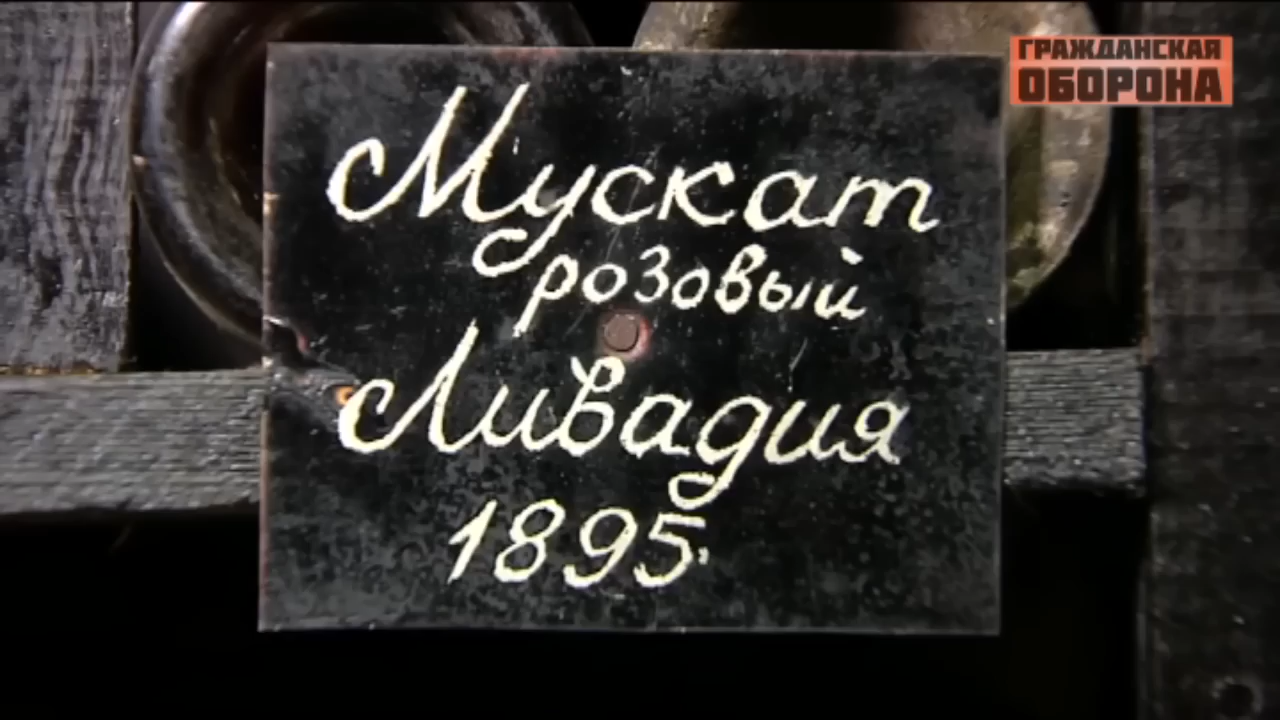 ГРАЖДАНСКАЯ
ОБОРОНА
Мускат
розовый
Ливадия
1895.